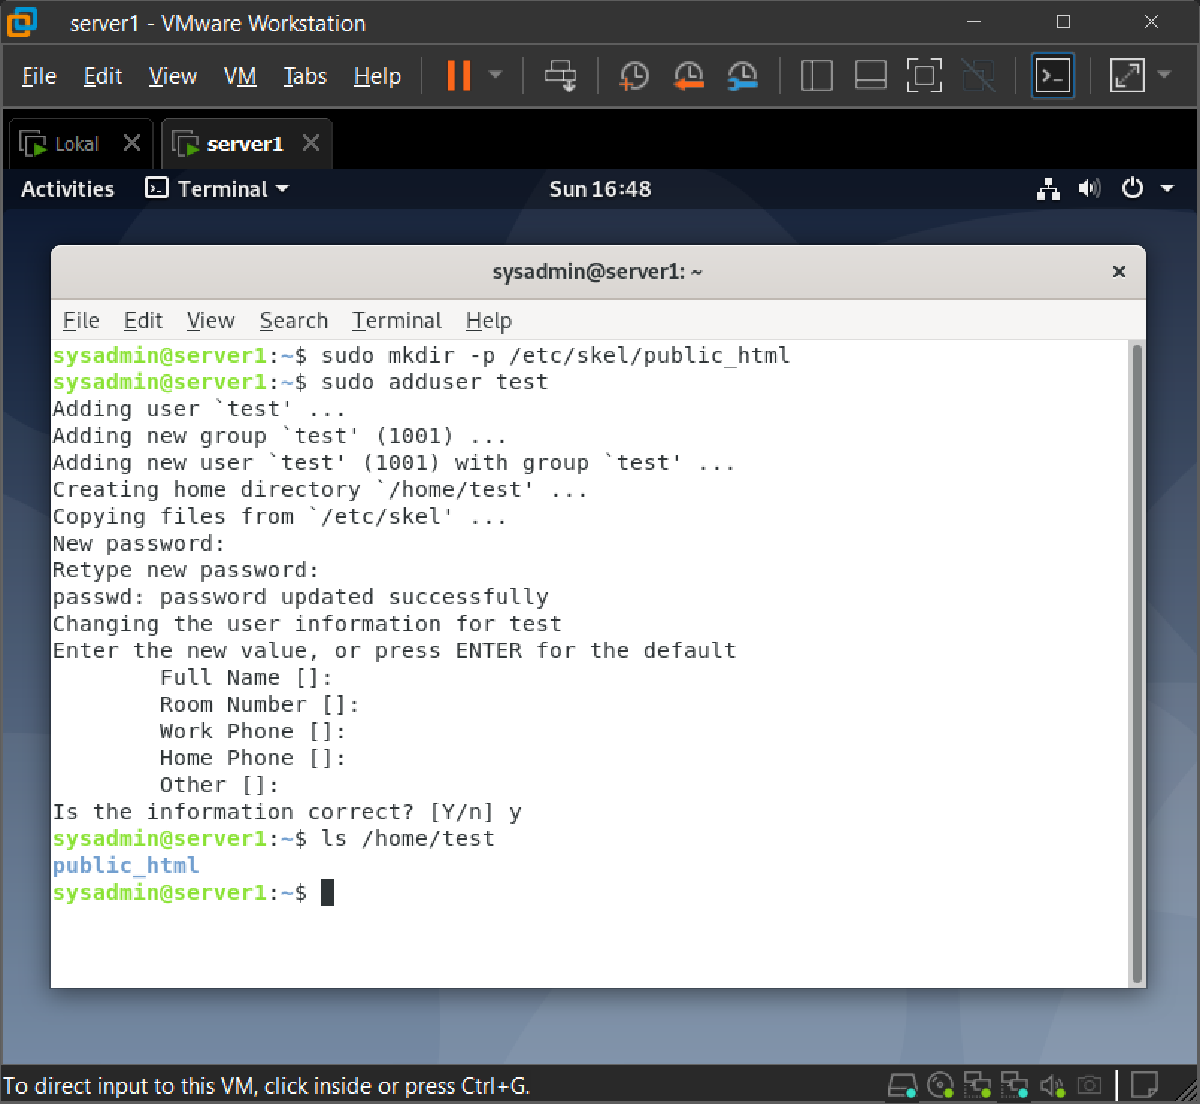 server1 - VMware Workstation
File Edit View VM Tabs Help
Lokal server1
Activities Terminal Sun 16:48
sysadmin@server1: ~
File Edit View Search Terminal Help
sysadmin@server1:~$ sudo mkdir -p /etc/skel/public_html
sysadmin@server1:~$ sudo adduser test
Adding user `test' ...
Adding new group `test' (1001) ...
Adding new user `test' (1001) with group `test' ...
Creating home directory `/home/test' ...
Copying files from `/etc/skel' ...
New password:
Retype new password:
passwd: password updated successfully
Changing the user information for test
Enter the new value, or press ENTER for the default
Full Name []:
Room Number []:
Work Phone []:
Home Phone []:
Other []:
Is the information correct? [Y/n] y
sysadmin@server1:~$ ls /home/test
public_html
sysadmin@server1:~$
To direct input to this VM, click inside or press Ctrl+G.